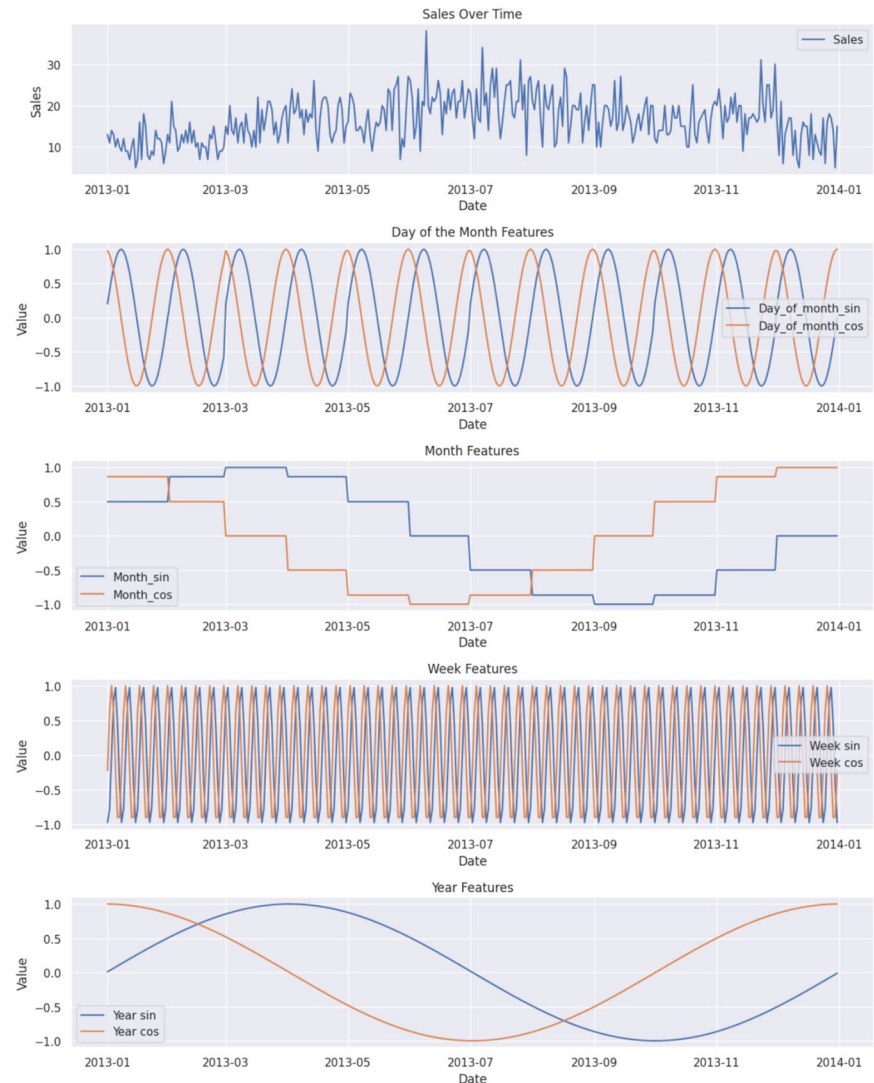 Sales Over Time
Sales
30
20
10
Sales
2013-01 2013-03 2013-05 2013-07 2013-09 2013-11 2014-01
Date
Day of the Month Features
1.0
0.5
0.0
−0.5
−1.0
Value
Day_of_month_sin
Day_of_month_cos
2013-01 2013-03 2013-05 2013-07 2013-09 2013-11 2014-01
Date
Month Features
1.0
0.5
0.0
−0.5
−1.0
Value
Month_sin
Month_cos
2013-01 2013-03 2013-05 2013-07 2013-09 2013-11 2014-01
Date
Week Features
1.0
0.5
0.0
−0.5
−1.0
Value
Week sin
Week cos
2013-01 2013-03 2013-05 2013-07 2013-09 2013-11 2014-01
Date
Year Features
1.0
0.5
0.0
−0.5
−1.0
Value
Year sin
Year cos
2013-01 2013-03 2013-05 2013-07 2013-09 2013-11 2014-01
Date